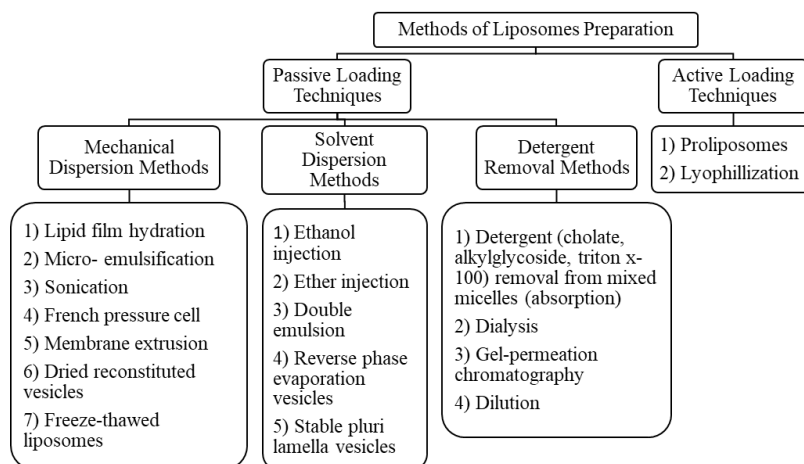 Methods of Liposomes Preparation
Passive Loading
Techniques
Active Loading
Techniques
Mechanical
Dispersion Methods
Solvent
Dispersion
Methods
Detergent
Removal Methods
1) Proliposomes
2) Lyophillization
1) Lipid film hydration
2) Micro- emulsification
3) Sonication
4) French pressure cell
5) Membrane extrusion
6) Dried reconstituted
vesicles
7) Freeze-thawed
liposomes
1) Ethanol
injection
2) Ether injection
3) Double
emulsion
4) Reverse phase
evaporation
vesicles
5) Stable pluri
lamella vesicles
1) Detergent (cholate,
alkylglycoside, triton x-
100) removal from mixed
micelles (absorption)
2) Dialysis
3) Gel-permeation
chromatography
4) Dilution